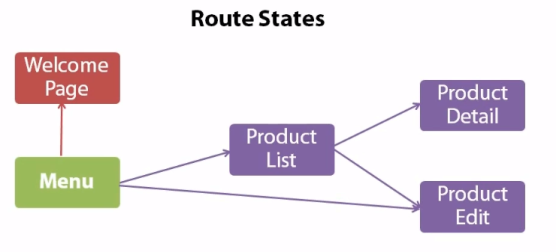 Route States
Welcome
Page
Menu
Product
List
Product
Detail
Product
Edit